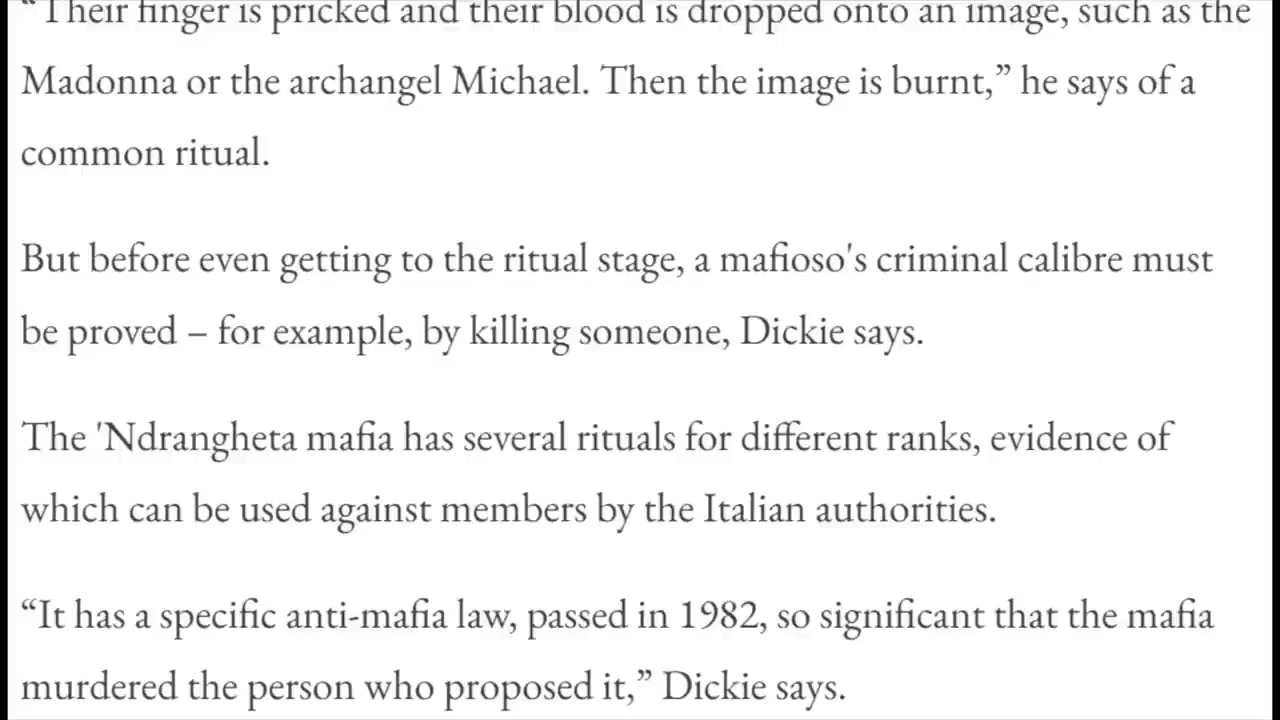 “Their finger is pricked and their blood is dropped onto an image, such as the
Madonna or the archangel Michael. Then the image is burnt,” he says of a
common ritual.
But before even getting to the ritual stage, a mafioso's criminal calibre must
be proved – for example, by killing someone, Dickie says.
The 'Ndrangheta mafia has several rituals for different ranks, evidence of
which can be used against members by the Italian authorities.
“It has a specific anti-mafia law, passed in 1982, so significant that the mafia
murdered the person who proposed it,” Dickie says.